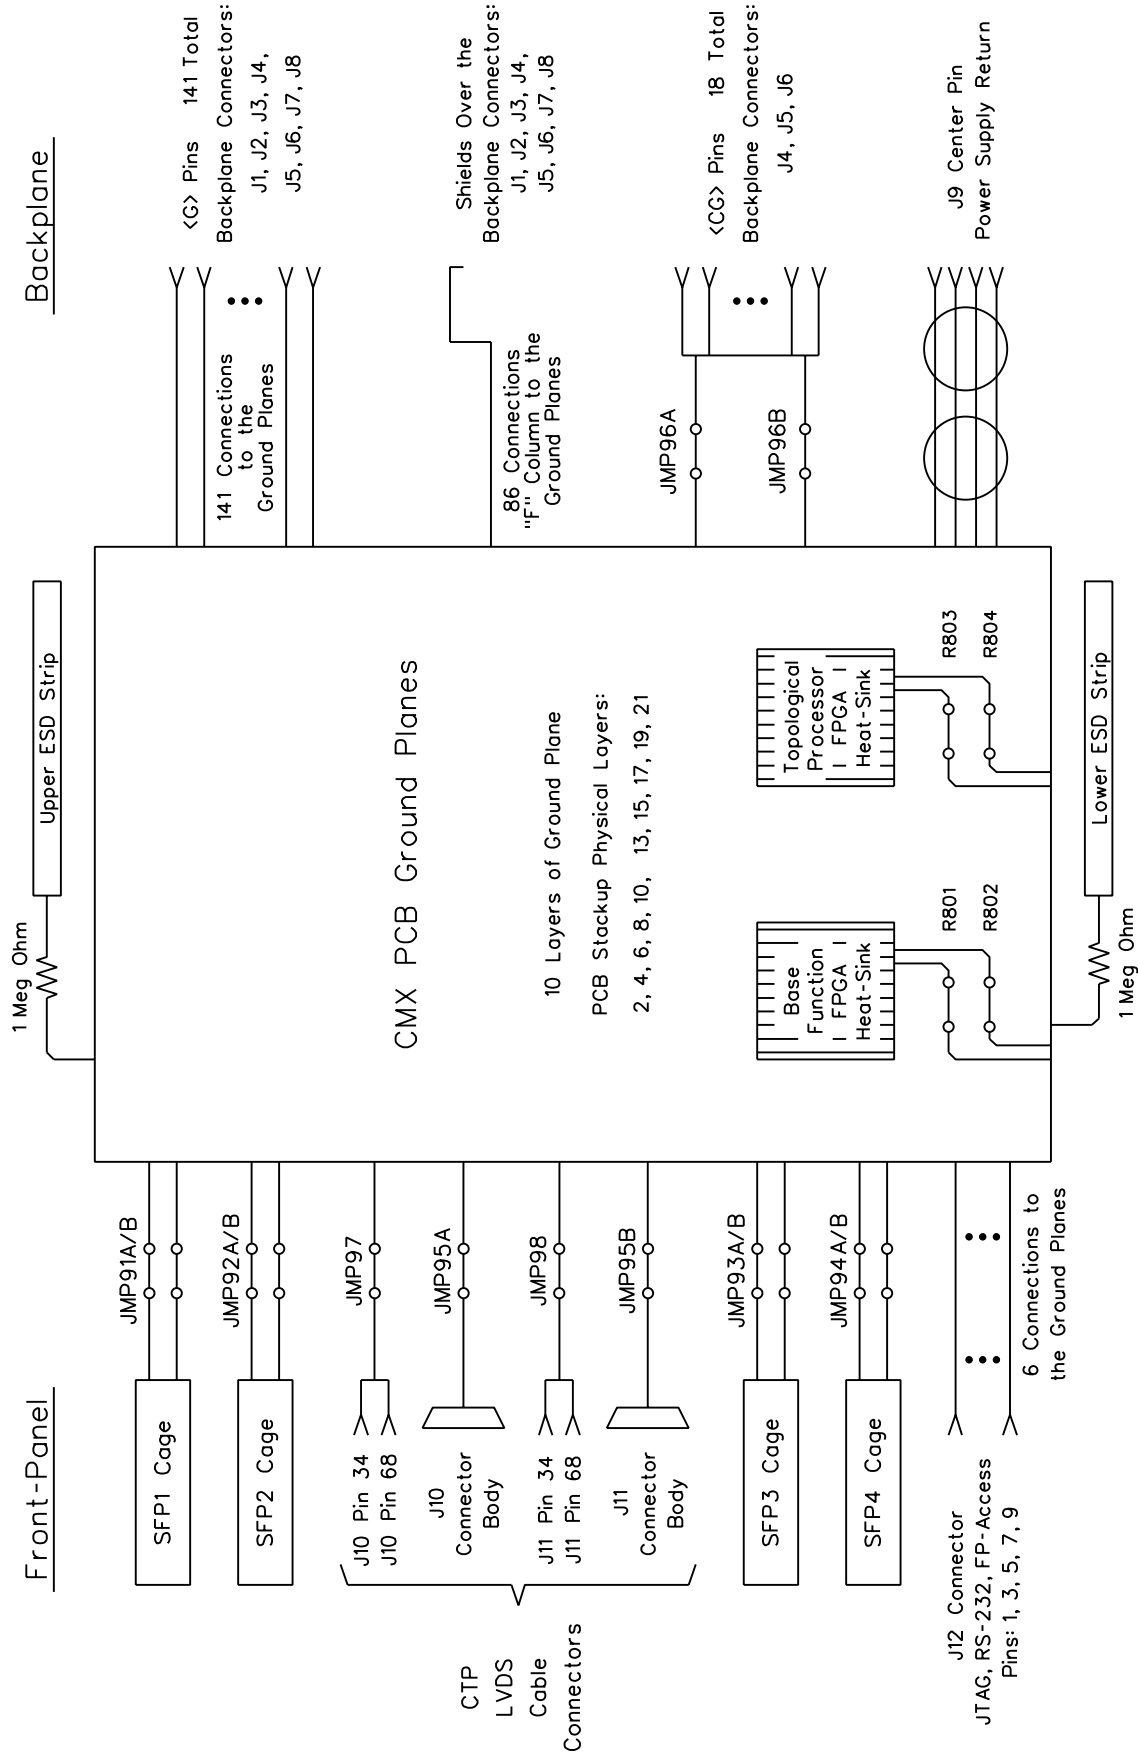 Front-Panel
Backplane
Upper ESD Strip
1 Meg Ohm
SFP1 Cage
JMP91A/B
SFP2 Cage
JMP92A/B
J10 Pin 34
J10 Pin 68
JMP97
J10
Connector
Body
JMP95A
J11 Pin 34
J11 Pin 68
JMP98
J11
Connector
Body
JMP95B
CTP
LVDS
Cable
Connectors
SFP3 Cage
JMP93A/B
SFP4 Cage
JMP94A/B
J12 Connector
JTAG, RS-232, FP-Access
Pins: 1, 3, 5, 7, 9
6 Connections to
the Ground Planes
CMX PCB Ground Planes
10 Layers of Ground Plane
PCB Stackup Physical Layers:
2, 4, 6, 8, 10, 13, 15, 17, 19, 21
Base
Function
FPGA
Heat-Sink
R801
R802
Topological
Processor
FPGA
Heat-Sink
R803
R804
1 Meg Ohm
Lower ESD Strip
141 Connections
to the
Ground Planes
<G> Pins 141 Total
Backplane Connectors:
J1, J2, J3, J4,
J5, J6, J7, J8
86 Connections
"F" Column to the
Ground Planes
Shields Over the
Backplane Connectors:
J1, J2, J3, J4,
J5, J6, J7, J8
JMP96A
JMP96B
<CG> Pins 18 Total
Backplane Connectors:
J4, J5, J6
J9 Center Pin
Power Supply Return